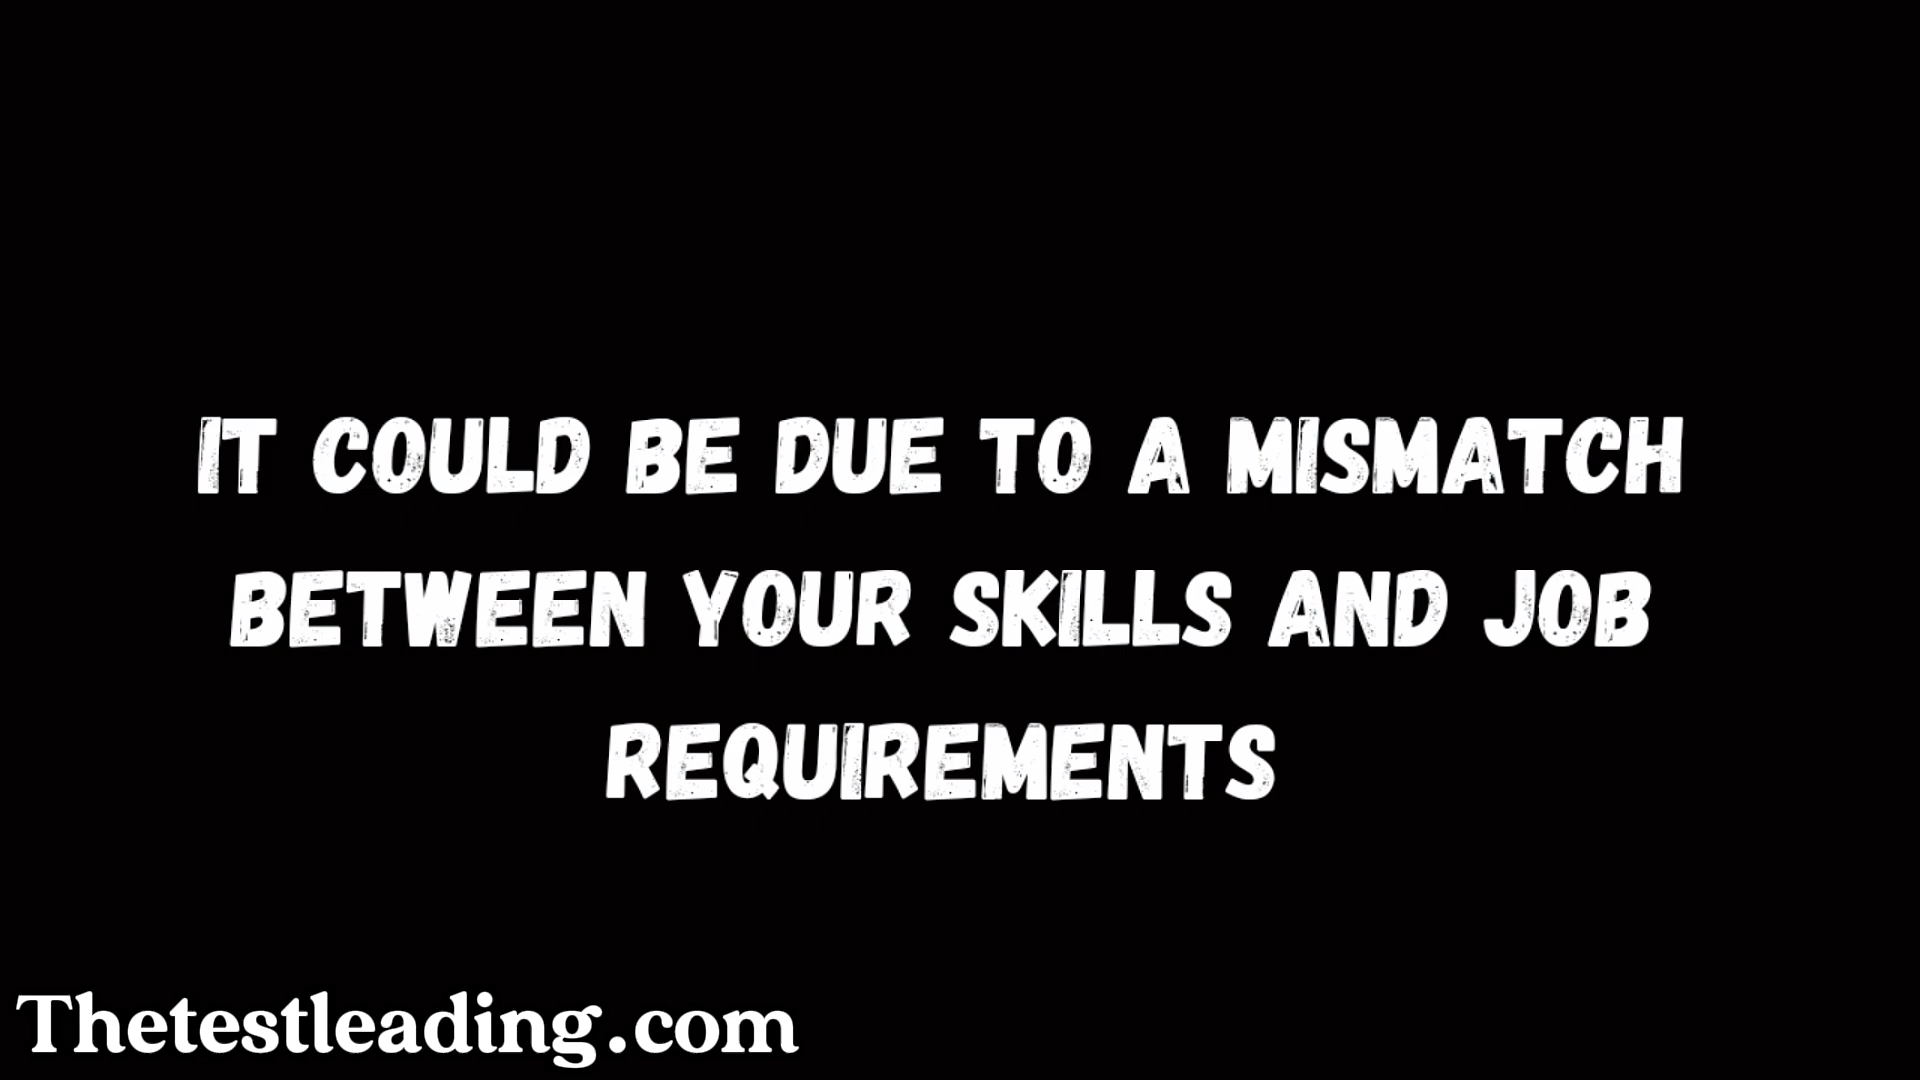 IT COULD BE DUE TO A MISMATCH
BETWEEN YOUR SKILLS AND JOB
REQUIREMENTS
Thetestleading.com